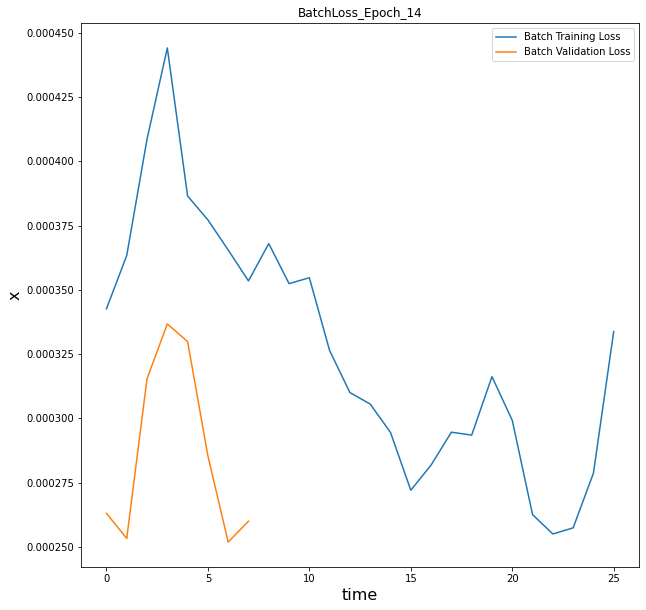 BatchLoss_Epoch_14
Batch Training Loss
Batch Validation Loss
0.000450
0.000425
0.000400
0.000375
0.000350
0.000325
0.000300
0.000275
0.000250
x
0 5 10 15 20 25
time